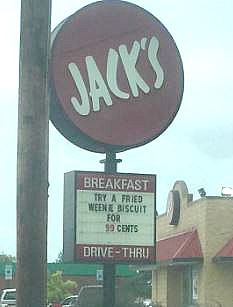 JACK'S
BREAKFAST
TRY A FRIED
WEENIE BISCUIT
FOR
99 CENTS
DRIVE-THRU